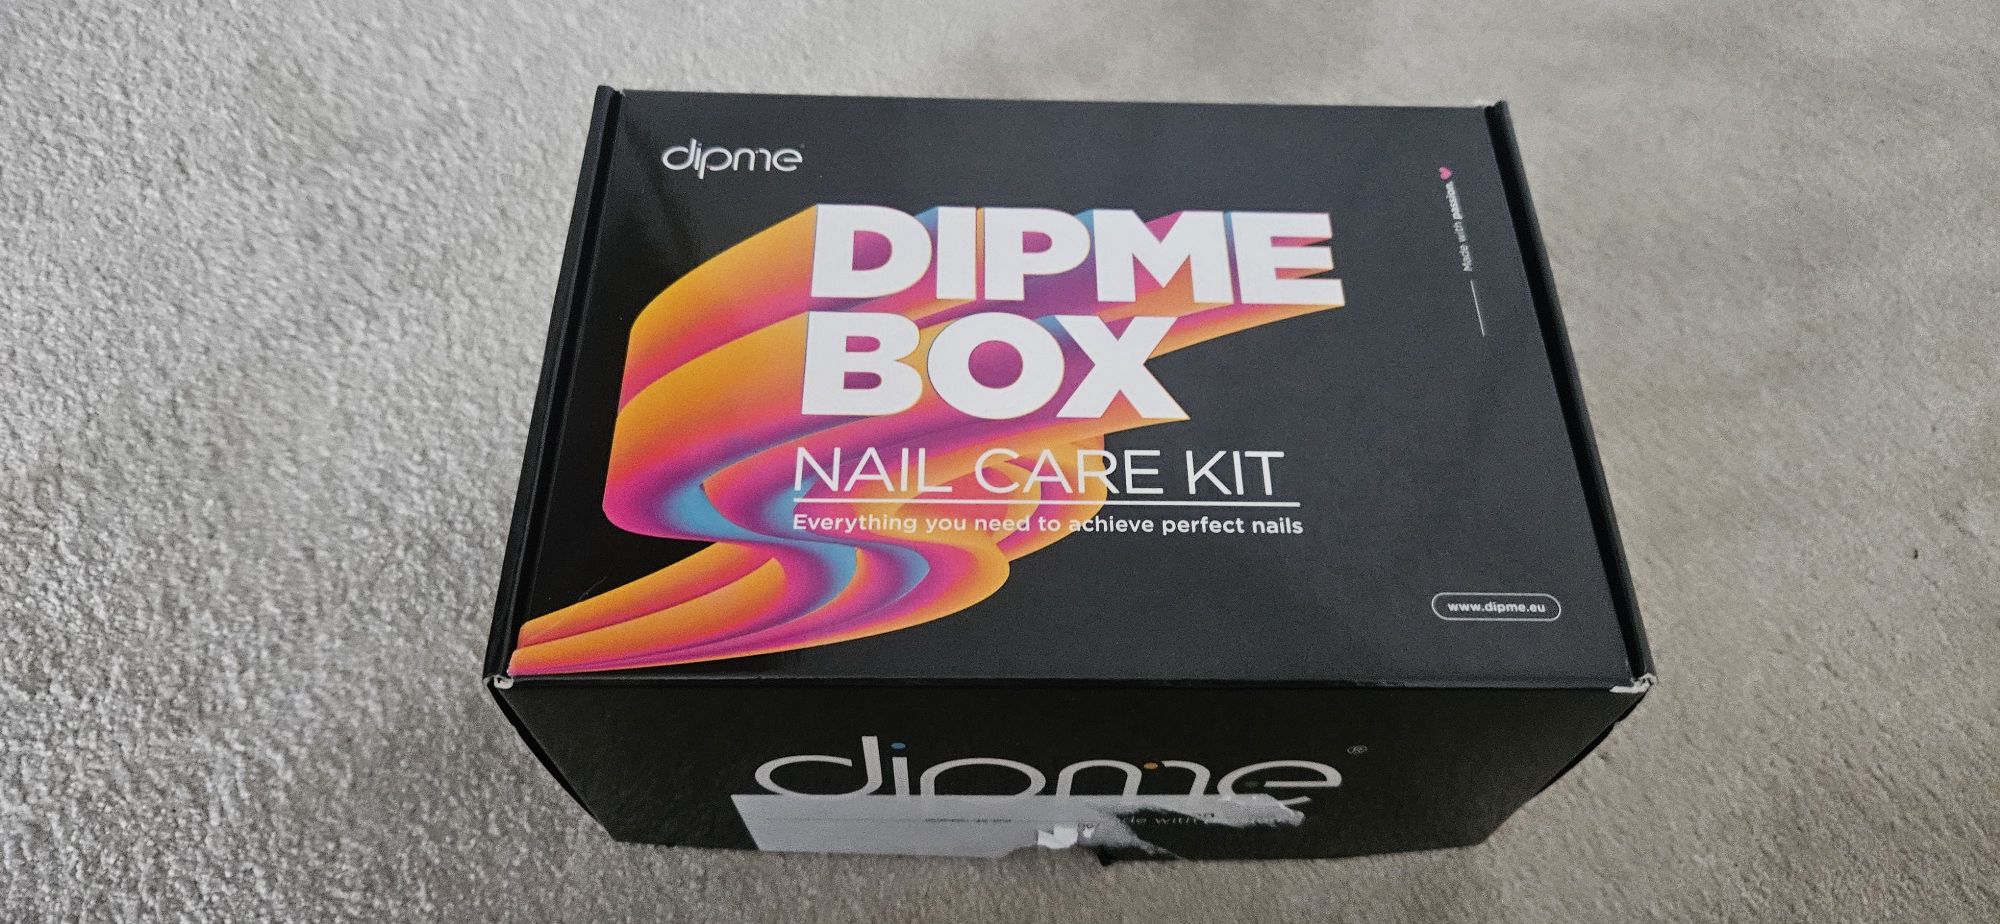 dipme
DIPME
BOX
NAIL CARE KIT
Everything you need to achieve perfect nails
Made with passion
www.dipme.eu
dipme®
with